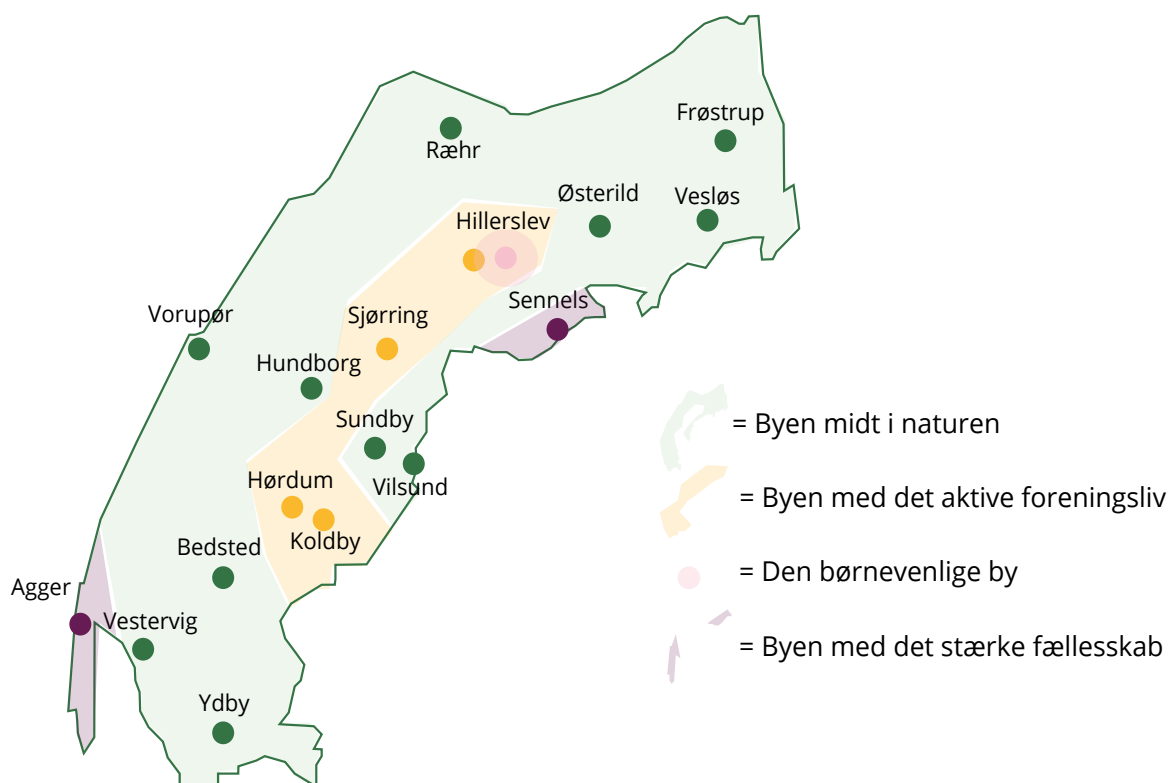 Frøstrup
Ræhr
Østerild
Vesløs
Hillerslev
Sennels
Vorupør
Sjørring
Hundborg
Sundby
Vilsund
Hørdum
Koldby
Bedsted
Agger
Vestervig
Ydby
= Byen midt i naturen
= Byen med det aktive foreningsliv
= Den børnevenlige by
= Byen med det stærke fællesskab